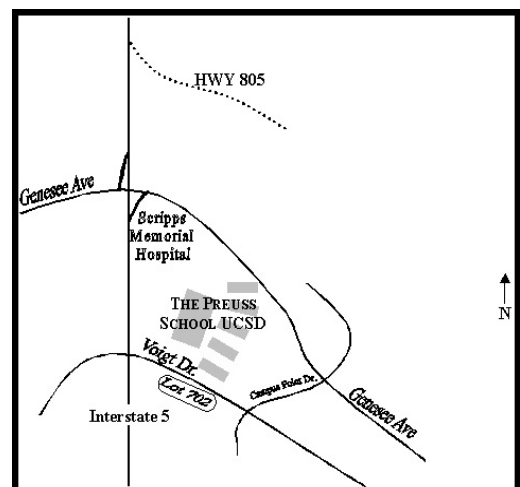 HWY 805
Genesee Ave
Scripps
Memorial
Hospital
THE PREUSS
SCHOOL UCSD
N
Voigt Dr.
Lot 702
Campus Point Dr.
Genesee Ave
Interstate 5